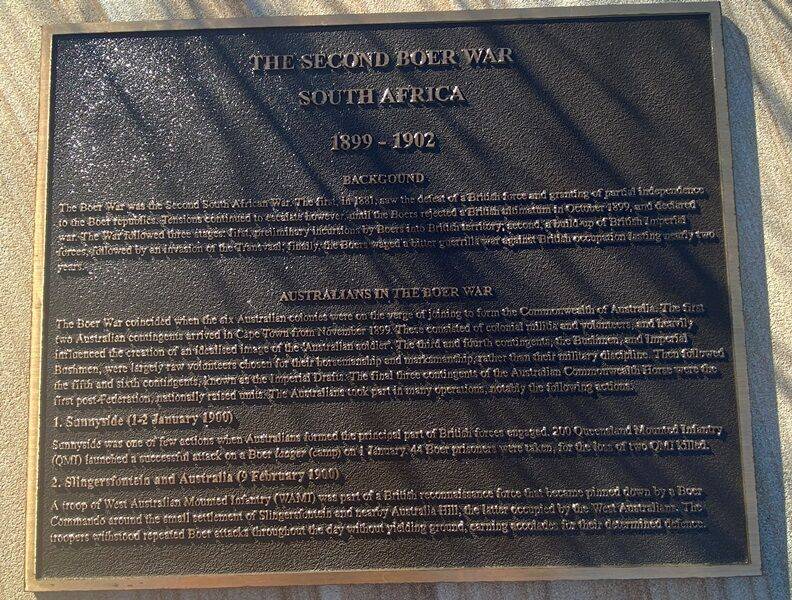 THE SECOND BOER WAR
SOUTH AFRICA
1899 - 1902
BACKGOUND
The Boer War was the Second South African War. The first, in 1881, saw the defeat of a British force and granting of partial independence
to the Boer republics. Tensions continued to escalate however, until the Boers rejected a British ultimatum in October 1899, and declared
war. The War followed three stages: first, preliminary incursions by Boers into British territory; second, a build-up of British Imperial
forces, followed by an invasion of the Transvaal; finally, the Boers waged a bitter guerrilla war against British occupation lasting nearly two
years.
AUSTRALIANS IN THE BOER WAR
The Boer War coincided when the six Australian colonies were on the verge of joining to form the Commonwealth of Australia. The first
two Australian contingents arrived in Cape Town from November 1899. These consisted of colonial militia and volunteers, and heavily
influenced the creation of an idealised image of the 'Australian soldier'. The third and fourth contingents, the Bushmen, and Imperial
Bushmen, were largely raw volunteers chosen for their horsemanship and marksmanship, rather than their military discipline. Then followed
the fifth and sixth contingents, known as the Imperial Draft. The final three contingents of the Australian Commonwealth Horse were the
first post-Federation, nationally raised units. The Australians took part in many operations, notably the following actions:
1. Sunnyside (1-2 January 1900)
Sunnyside was one of few actions when Australians formed the principal part of British forces engaged. 200 Queensland Mounted Infantry
(QMI) launched a successful attack on a Boer laager (camp) on 1 January. 44 Boer prisoners were taken, for the loss of two QMI killed.
2. Slingersfontein and Australia (9 February 1900)
A troop of West Australian Mounted Infantry (WAMI) was part of a British reconnaissance force that became pinned down by a Boer
Commando around the small settlement of Slingersfontein and nearby Australia Hill, the latter occupied by the West Australians. The
troopers withstood repeated Boer attacks throughout the day without yielding ground, earning accolades for their determined defence.